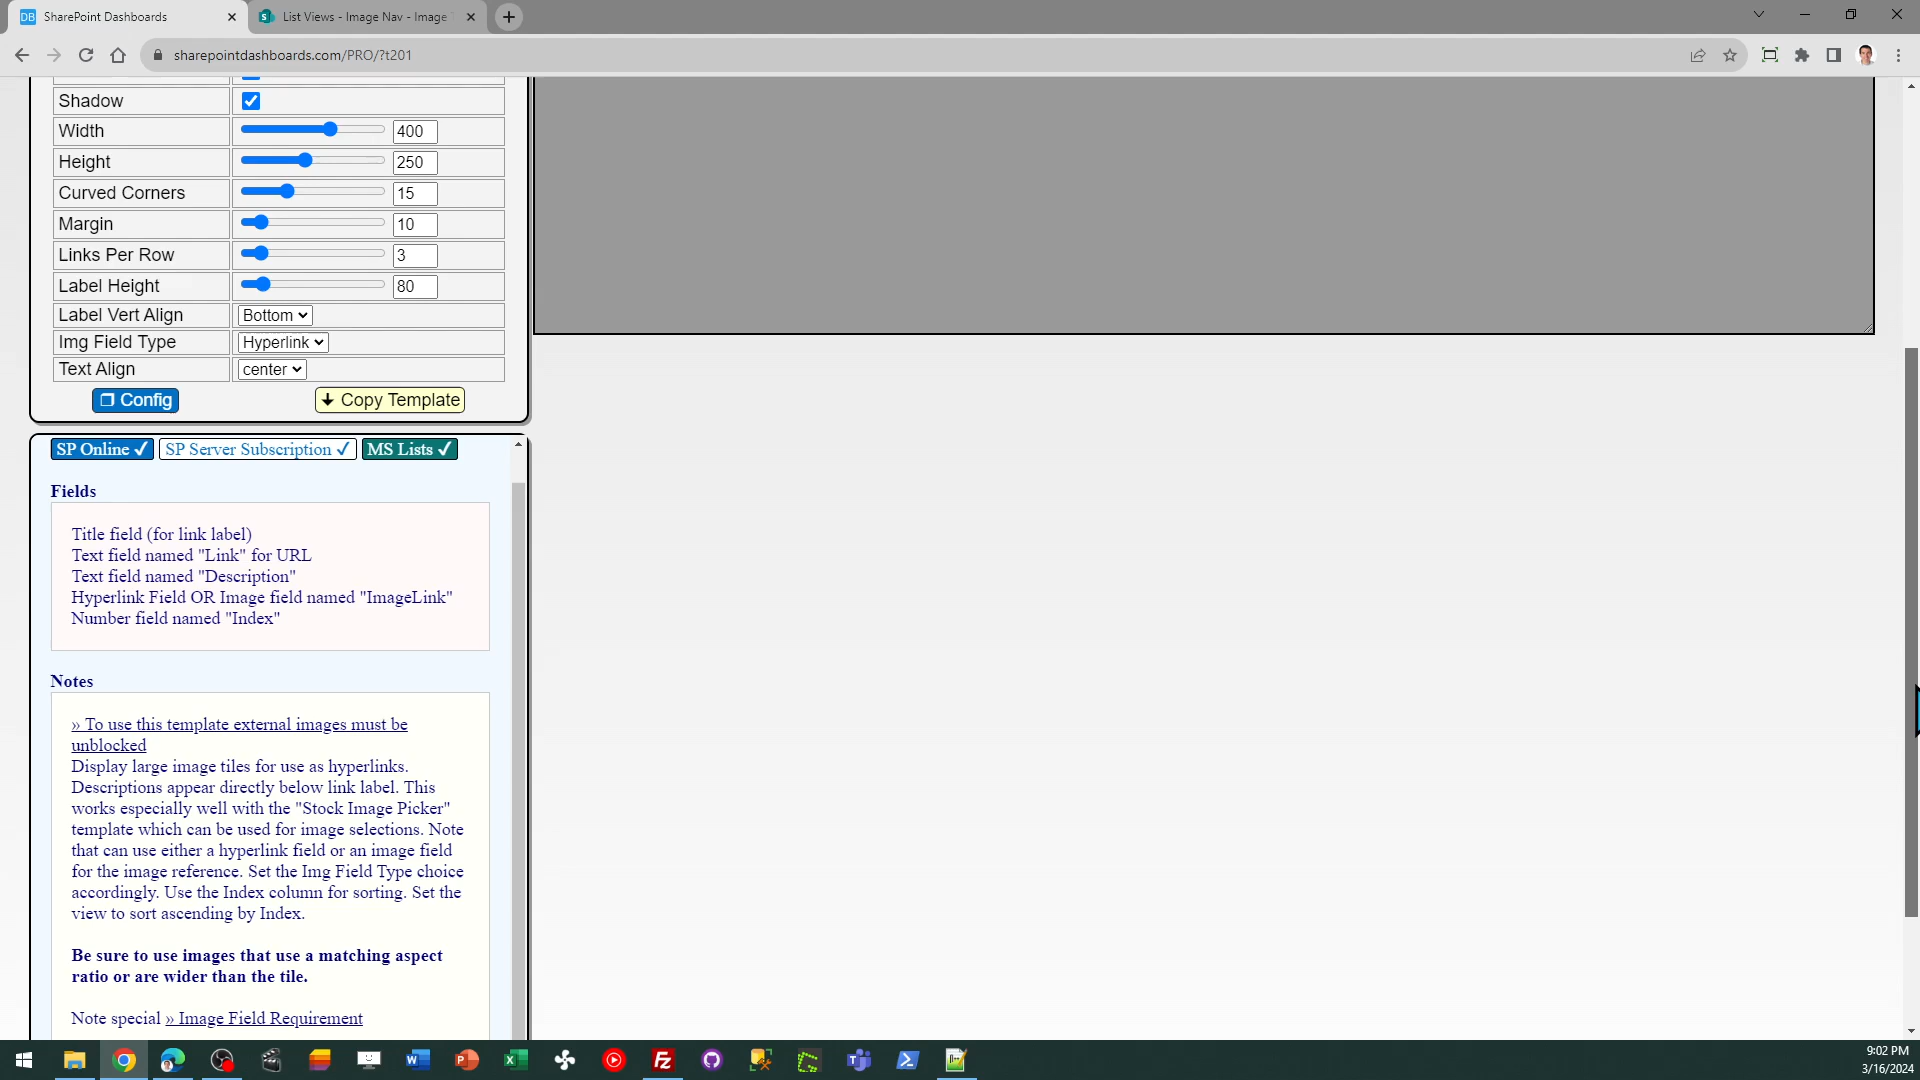 DB SharePoint Dashboards
S List Views - Image Nav - Image
sharepointdashboards.com/PRO/?t201
Shadow
Width 400
Height 250
Curved Corners 15
Margin 10
Links Per Row 3
Label Height 80
Label Vert Align Bottom
Img Field Type Hyperlink
Text Align center
Config Copy Template
SP Online ✓ SP Server Subscription ✓ MS Lists ✓
Fields
Title field (for link label)
Text field named "Link" for URL
Text field named "Description"
Hyperlink Field OR Image field named "ImageLink"
Number field named "Index"
Notes
» To use this template external images must be
unblocked
Display large image tiles for use as hyperlinks.
Descriptions appear directly below link label. This
works especially well with the "Stock Image Picker"
template which can be used for image selections. Note
that can use either a hyperlink field or an image field
for the image reference. Set the Img Field Type choice
accordingly. Use the Index column for sorting. Set the
view to sort ascending by Index.
Be sure to use images that use a matching aspect
ratio or are wider than the tile.
Note special » Image Field Requirement
9:02 PM
3/16/2024